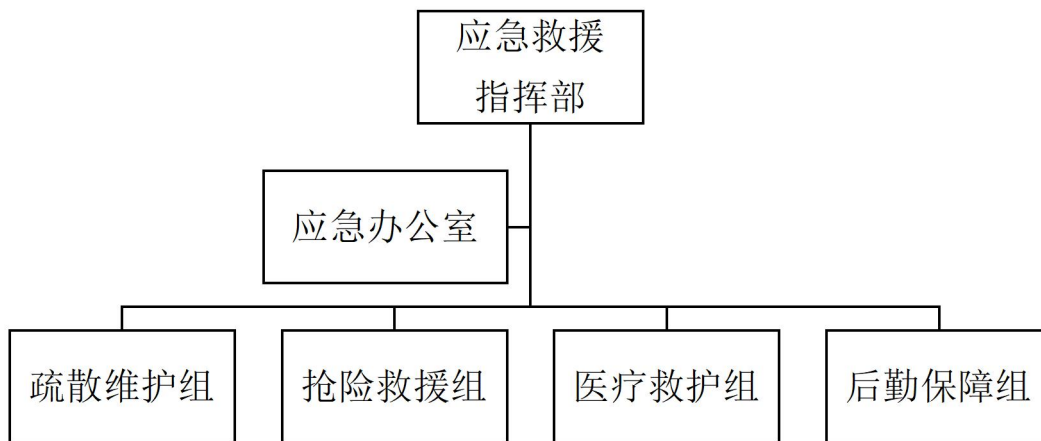 应急救援
指挥部
应急办公室
疏散维护组
抢险救援组
医疗救护组
后勤保障组